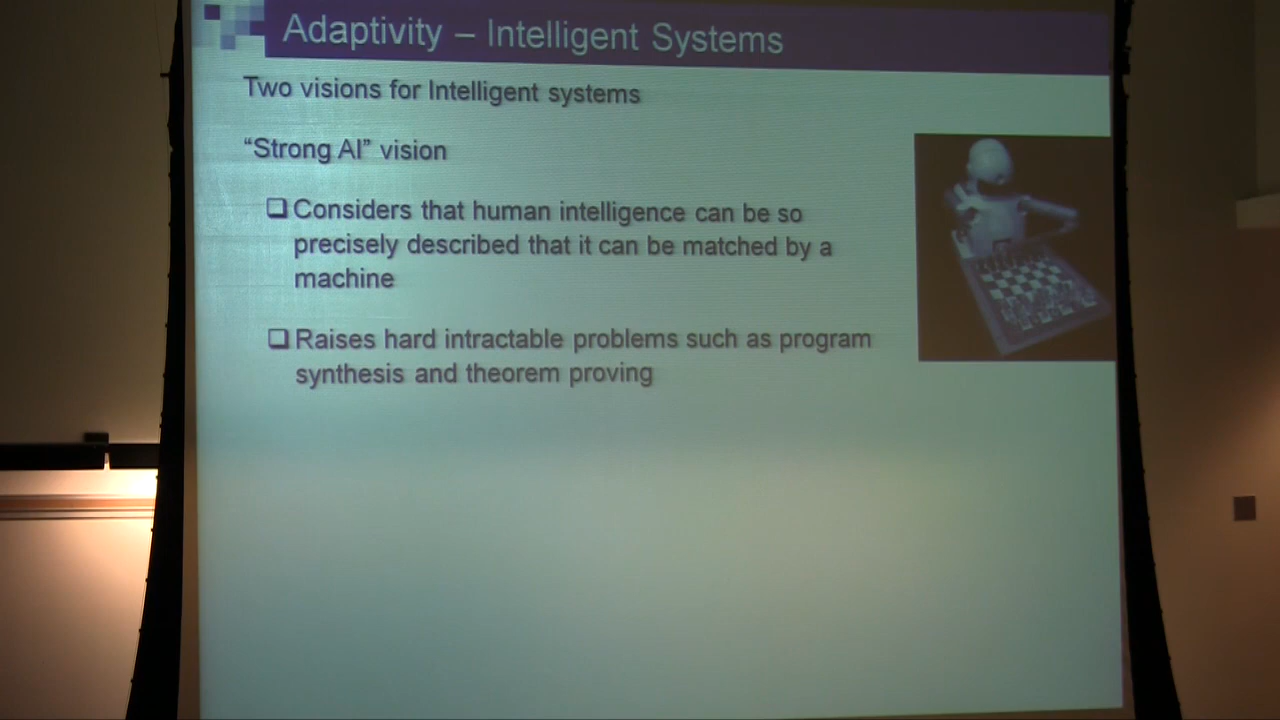 Adaptivity – Intelligent Systems
Two visions for Intelligent systems
“Strong AI” vision
❑ Considers that human intelligence can be so
precisely described that it can be matched by a
machine
❑ Raises hard intractable problems such as program
synthesis and theorem proving